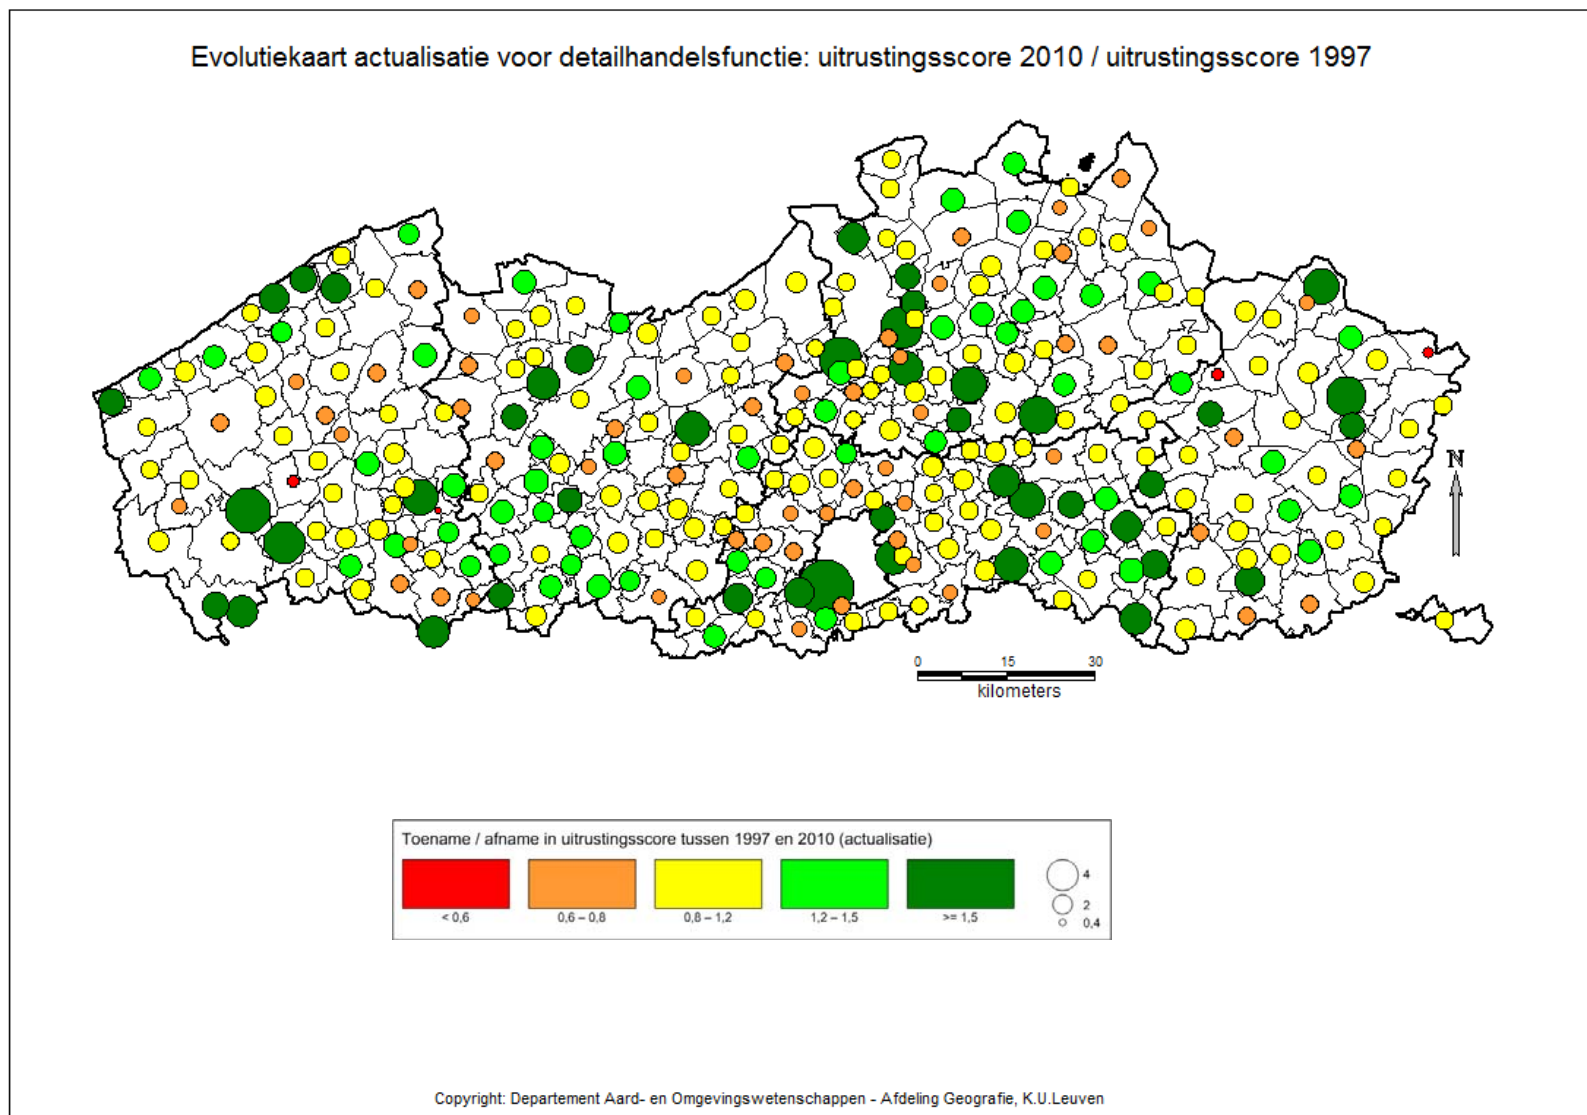 Evolutiekaart actualisatie voor detailhandelsfunctie: uitrustingsscore 2010 / uitrustingsscore 1997
N
0 15 30
kilometers
Toename / afname in uitrustingsscore tussen 1997 en 2010 (actualisatie)
< 0,6 0,6 – 0,8 0,8 – 1,2 1,2 – 1,5 >= 1,5
4
2
0,4
Copyright: Departement Aard- en Omgevingswetenschappen - Afdeling Geografie, K.U.Leuven